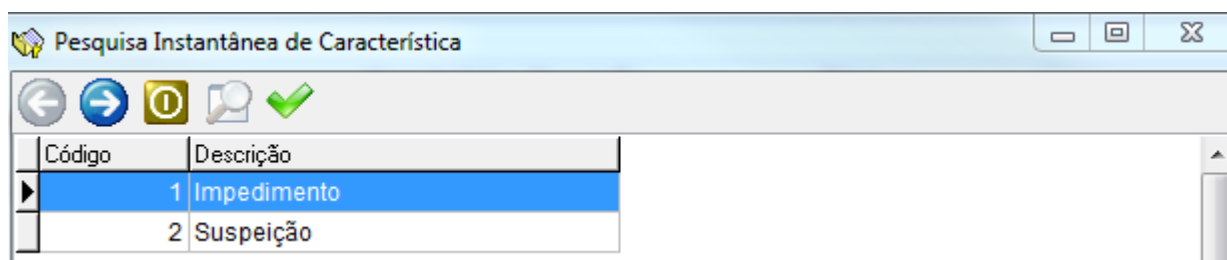 Pesquisa Instantânea de Característica
Código Descrição
1 Impedimento
2 Suspeição